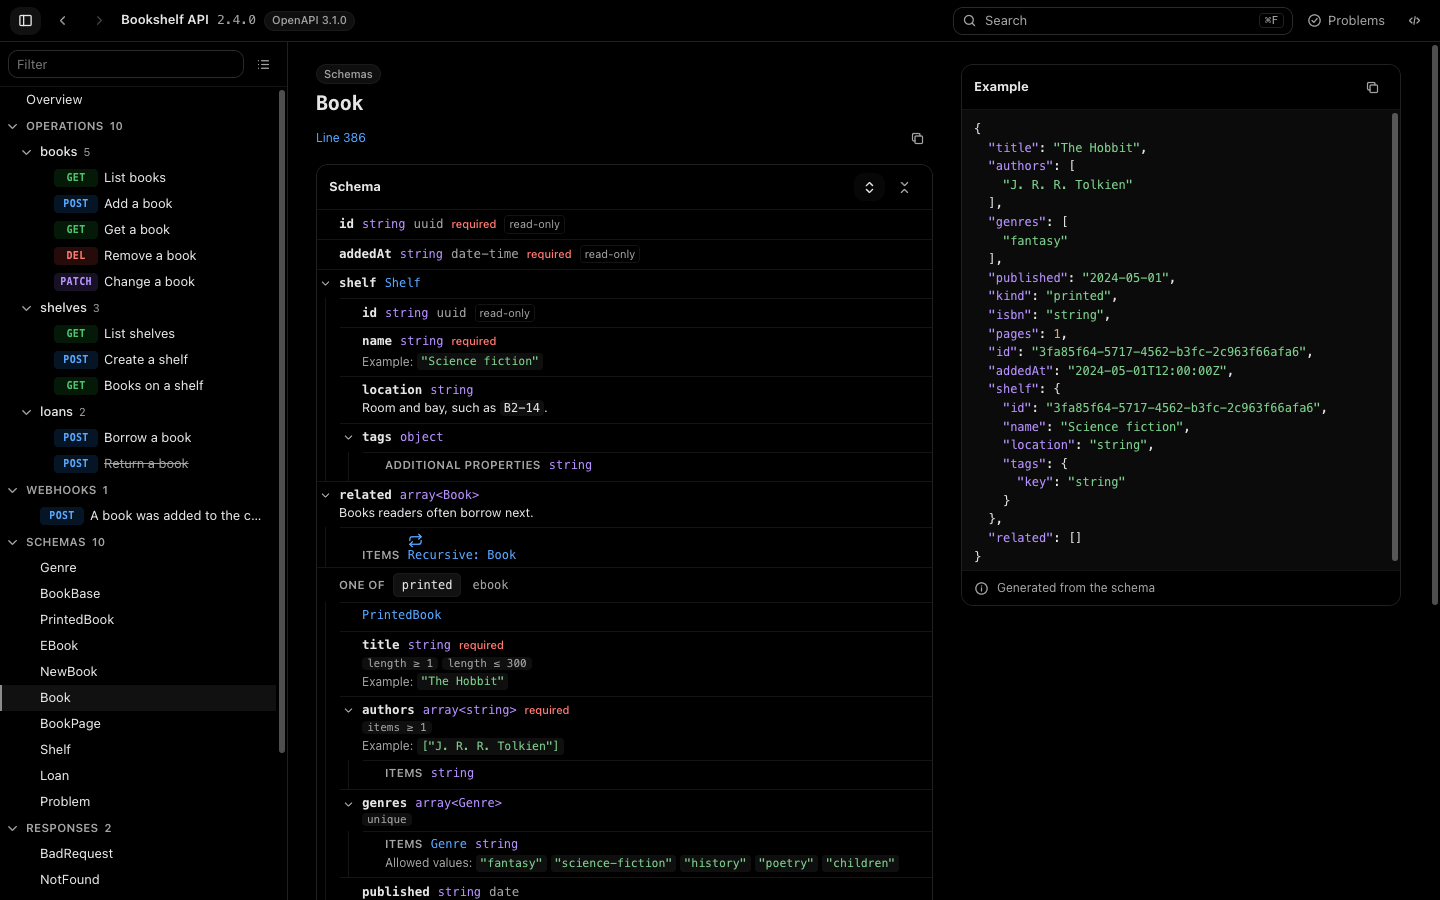 Bookshelf API 2.4.0 OpenAPI 3.1.0
Search ⌘F
Problems
Filter
Overview
OPERATIONS 10
books 5
GET List books
POST Add a book
GET Get a book
DEL Remove a book
PATCH Change a book
shelves 3
GET List shelves
POST Create a shelf
GET Books on a shelf
loans 2
POST Borrow a book
POST Return a book
WEBHOOKS 1
POST A book was added to the c...
SCHEMAS 10
Genre
BookBase
PrintedBook
EBook
NewBook
Book
BookPage
Shelf
Loan
Problem
RESPONSES 2
BadRequest
NotFound
Schemas
Book
Line 386
Schema
id string uuid required read-only
addedAt string date-time required read-only
shelf Shelf
id string uuid read-only
name string required
Example: "Science fiction"
location string
Room and bay, such as B2-14.
tags object
ADDITIONAL PROPERTIES string
related array<Book>
Books readers often borrow next.
ITEMS Recursive: Book
ONE OF printed ebook
PrintedBook
title string required
length ≥ 1 length ≤ 300
Example: "The Hobbit"
authors array<string> required
items ≥ 1
Example: ["J. R. R. Tolkien"]
ITEMS string
genres array<Genre>
unique
ITEMS Genre string
Allowed values: "fantasy" "science-fiction" "history" "poetry" "children"
published string date
Example
{
"title": "The Hobbit",
"authors": [
"J. R. R. Tolkien"
],
"genres": [
"fantasy"
],
"published": "2024-05-01",
"kind": "printed",
"isbn": "string",
"pages": 1,
"id": "3fa85f64-5717-4562-b3fc-2c963f66afa6",
"addedAt": "2024-05-01T12:00:00Z",
"shelf": {
"id": "3fa85f64-5717-4562-b3fc-2c963f66afa6",
"name": "Science fiction",
"location": "string",
"tags": {
"key": "string"
}
},
"related": []
}
Generated from the schema